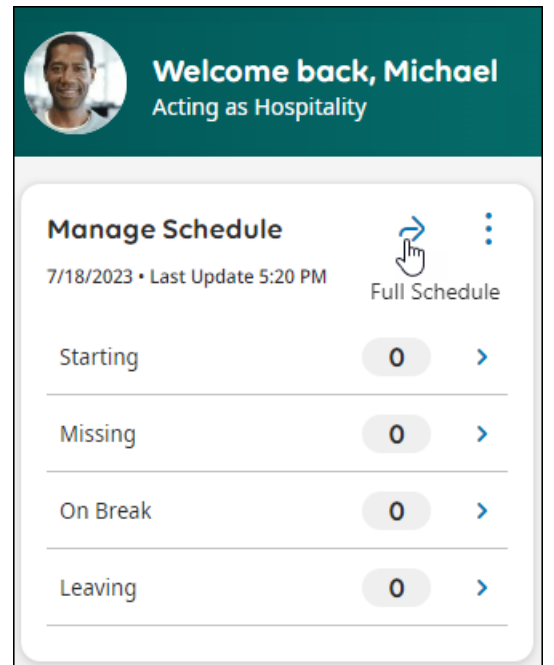 Welcome back, Michael
Acting as Hospitality
Manage Schedule
7/18/2023 • Last Update 5:20 PM
Full Schedule
Starting 0
Missing 0
On Break 0
Leaving 0